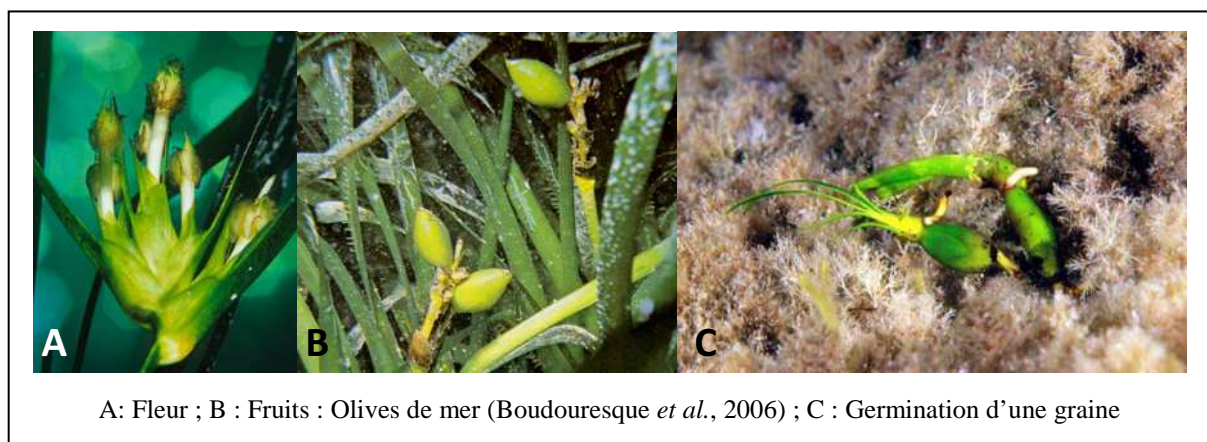 A
B
C
A: Fleur ; B : Fruits : Olives de mer (Boudouresque et al., 2006) ; C : Germination d’une graine